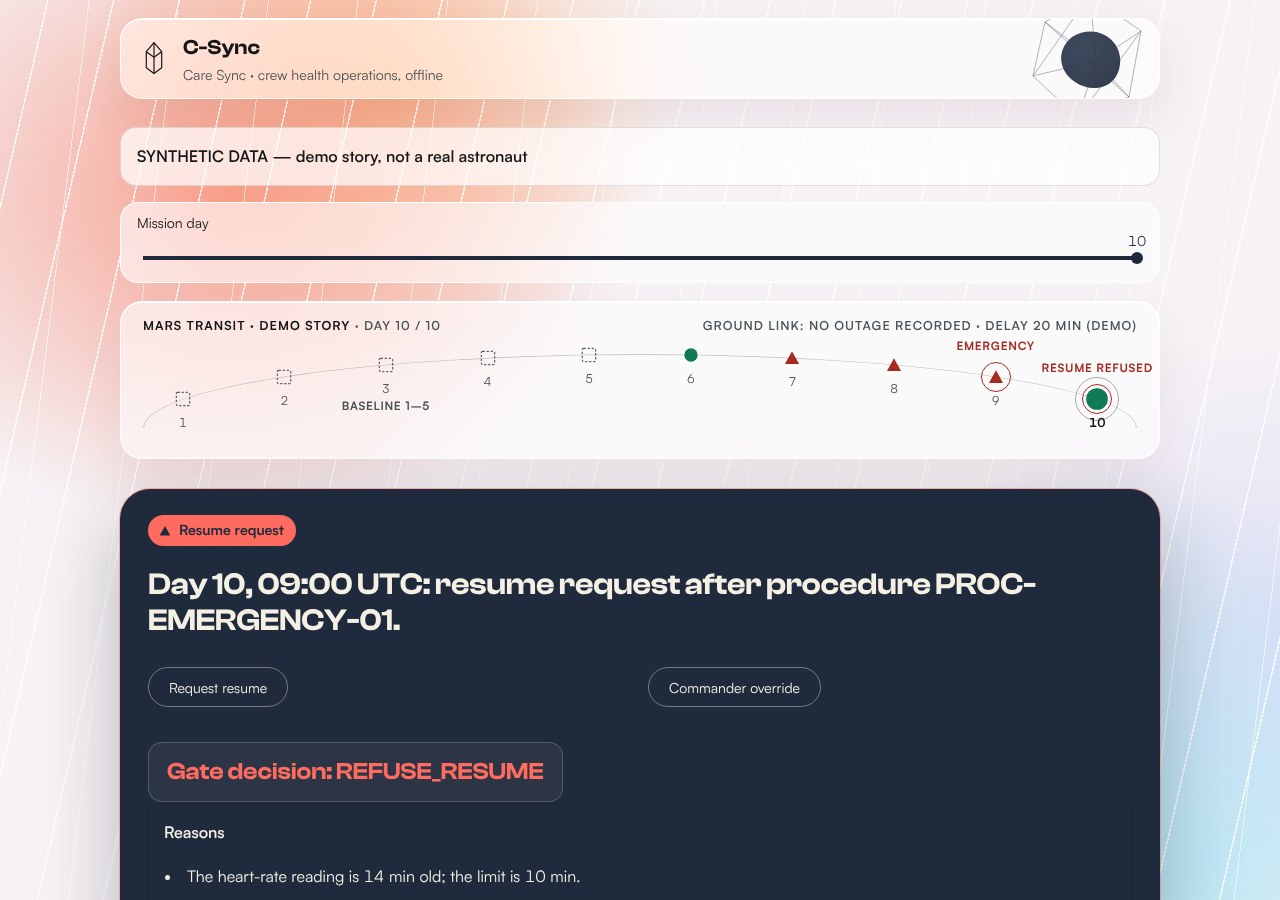 C-Sync
Care Sync · crew health operations, offline
SYNTHETIC DATA — demo story, not a real astronaut
Mission day
10
MARS TRANSIT · DEMO STORY · DAY 10 / 10
GROUND LINK: NO OUTAGE RECORDED · DELAY 20 MIN (DEMO)
EMERGENCY
RESUME REFUSED
1
2
3
4
5
6
7
8
9
10
BASELINE 1–5
Resume request
Day 10, 09:00 UTC: resume request after procedure PROC-
EMERGENCY-01.
Request resume
Commander override
Gate decision: REFUSE_RESUME
Reasons
• The heart-rate reading is 14 min old; the limit is 10 min.